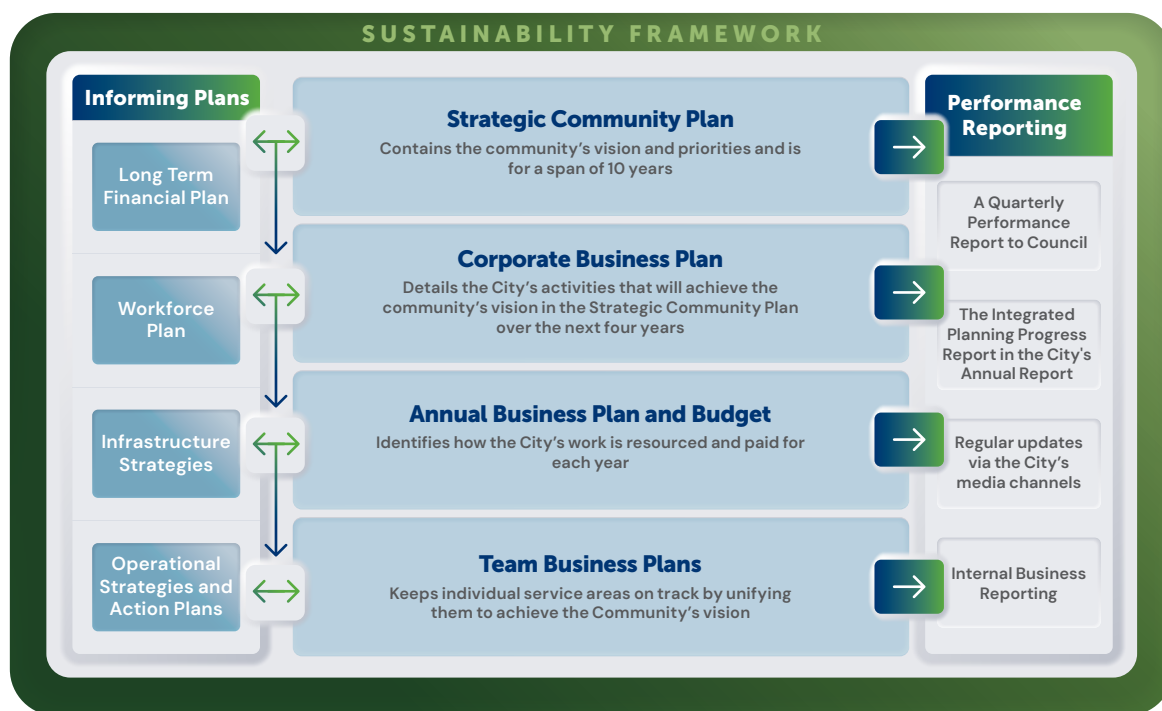 SUSTAINABILITY FRAMEWORK
Informing Plans
Long Term
Financial Plan
Workforce
Plan
Infrastructure
Strategies
Operational
Strategies and
Action Plans
Strategic Community Plan
Contains the community’s vision and priorities and is
for a span of 10 years
Corporate Business Plan
Details the City’s activities that will achieve the
community’s vision in the Strategic Community Plan
over the next four years
Annual Business Plan and Budget
Identifies how the City’s work is resourced and paid for
each year
Team Business Plans
Keeps individual service areas on track by unifying
them to achieve the Community’s vision
Performance
Reporting
A Quarterly
Performance
Report to Council
The Integrated
Planning Progress
Report in the City's
Annual Report
Regular updates
via the City’s
media channels
Internal Business
Reporting